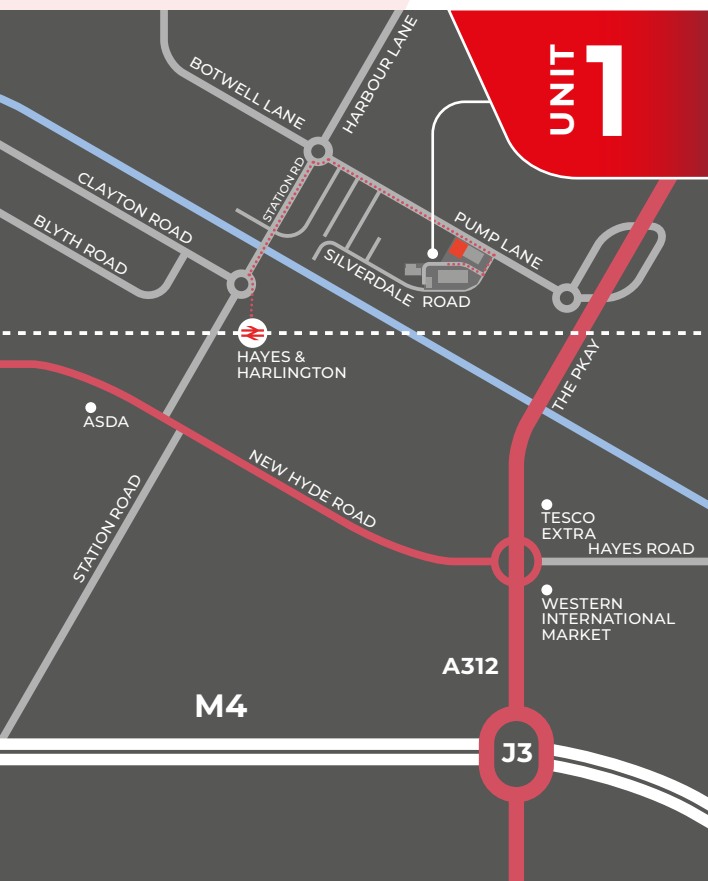 UNIT 1
HARBOUR LANE
BOTWELL LANE
STATION RD
CLAYTON ROAD
BLYTH ROAD
PUMP LANE
SILVERDALE ROAD
HAYES &
HARLINGTON
THE PKAY
ASDA
NEW HYDE ROAD
STATION ROAD
TESCO
EXTRA
HAYES ROAD
WESTERN
INTERNATIONAL
MARKET
A312
M4
J3